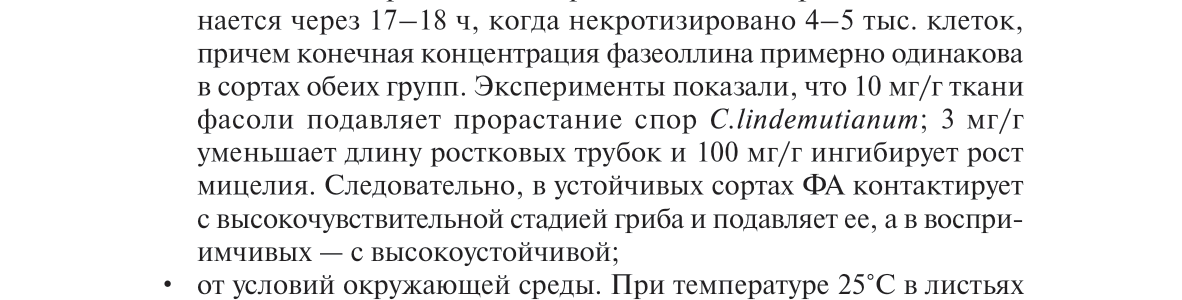 нается через 17–18 ч, когда некротизировано 4–5 тыс. клеток,
причем конечная концентрация фазеоллина примерно одинакова
в сортах обеих групп. Эксперименты показали, что 10 мг/г ткани
фасоли подавляет прорастание спор C.lindemutianum; 3 мг/г
уменьшает длину ростковых трубок и 100 мг/г ингибирует рост
мицелия. Следовательно, в устойчивых сортах ФА контактирует
с высокочувствительной стадией гриба и подавляет ее, а в воспри-
имчивых — с высокоустойчивой;
• от условий окружающей среды. При температуре 25˚С в листьях